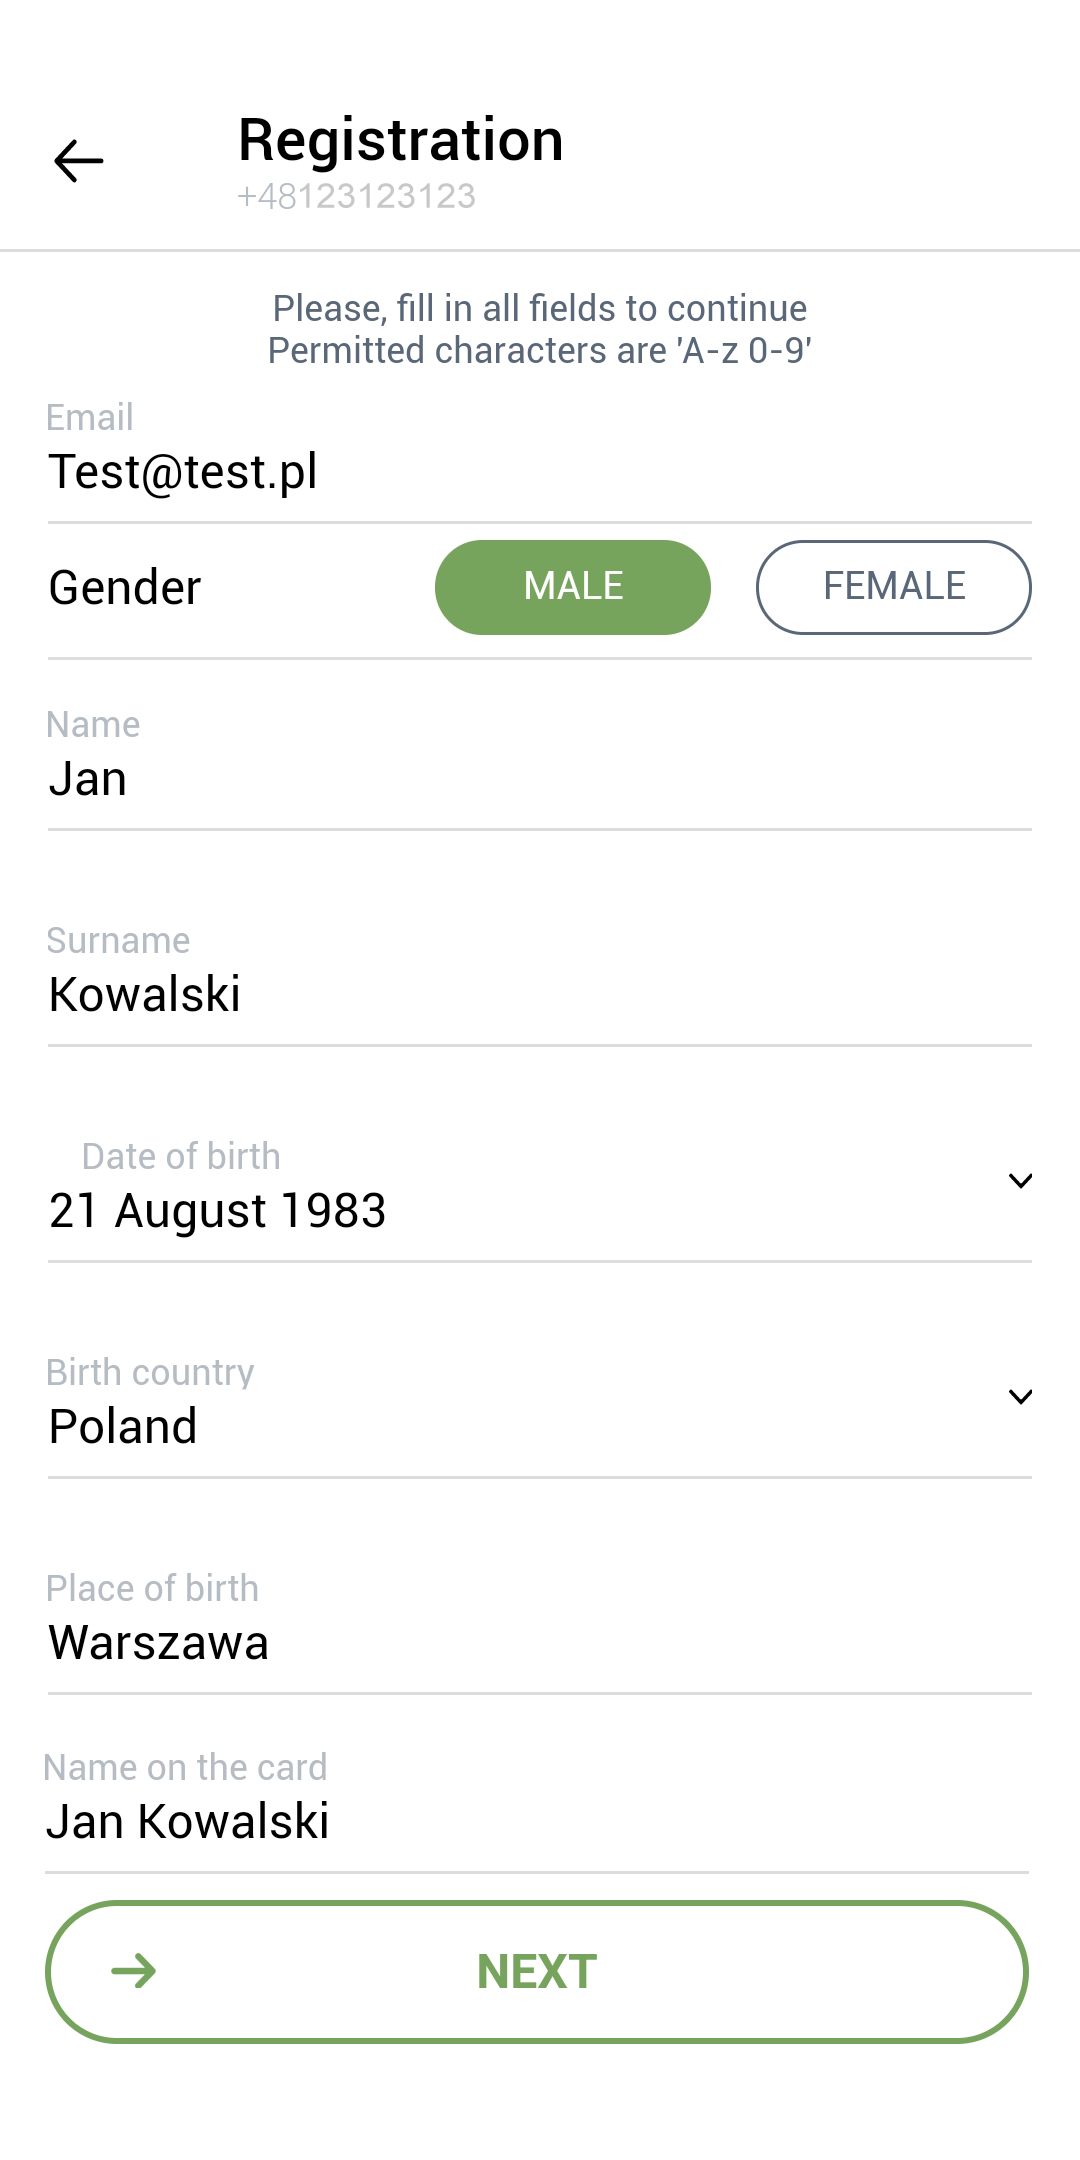 Registration
+48123123123
Please, fill in all fields to continue
Permitted characters are 'A-z 0-9'
Email
Test@test.pl
Gender MALE FEMALE
Name
Jan
Surname
Kowalski
Date of birth
21 August 1983
Birth country
Poland
Place of birth
Warszawa
Name on the card
Jan Kowalski
NEXT